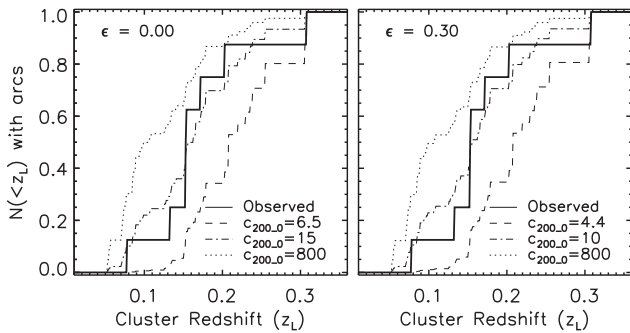 ϵ = 0.00
ϵ = 0.30
N(<z_L) with arcs
1.0
0.8
0.6
0.4
0.2
0.0
Observed
c_200_0=6.5
c_200_0=15
c_200_0=800
Observed
c_200_0=4.4
c_200_0=10
c_200_0=800
0.1 0.2 0.3
0.1 0.2 0.3
Cluster Redshift (z_L)
Cluster Redshift (z_L)